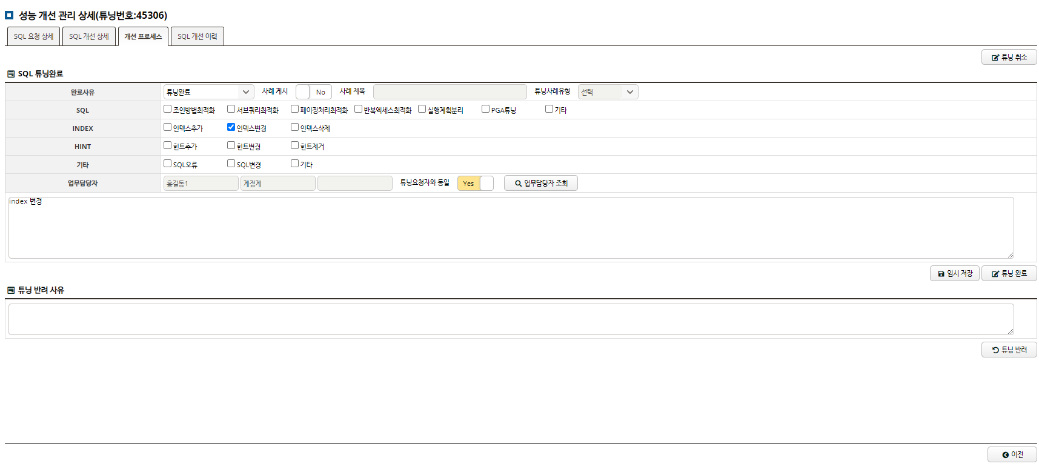 성능 개선 관리 상세(튜닝번호:45306)
SQL 요청 상세 SQL 개선 상세 개선 프로세스 SQL 개선 이력
튜닝 취소
SQL 튜닝완료
완료사유 튜닝완료 사례 게시 No 사례 제목 튜닝사례유형 선택
SQL 조인방법최적화 서브쿼리최적화 페이징처리최적화 반복엑세스최적화 실행계획분리 PGA튜닝 기타
INDEX 인덱스추가 인덱스변경 인덱스삭제
HINT 힌트추가 힌트변경 힌트제거
기타 SQL오류 SQL변경 기타
업무담당자 홍길동1 계정계 튜닝요청자와 동일 Yes 업무담당자 조회
index 변경
임시 저장 튜닝 완료
튜닝 반려 사유
튜닝 반려
이전